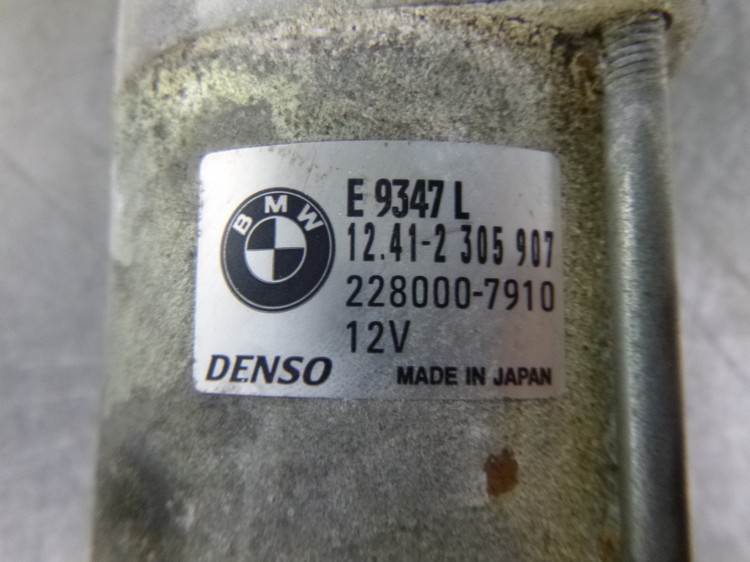 BMW
E 9347 L
12.41-2 305 907
228000-7910
12V
DENSO MADE IN JAPAN